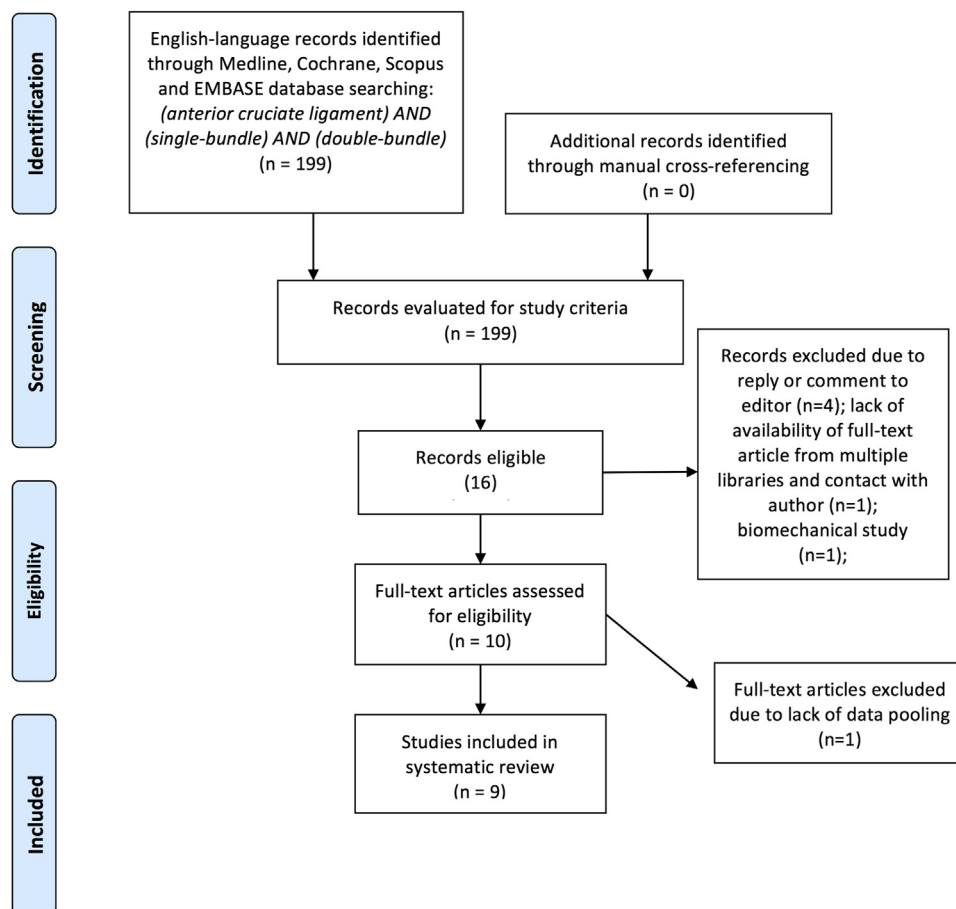 Identification
English-language records identified
through Medline, Cochrane, Scopus
and EMBASE database searching:
(anterior cruciate ligament) AND
(single-bundle) AND (double-bundle)
(n = 199)
Additional records identified
through manual cross-referencing
(n = 0)
Screening
Records evaluated for study criteria
(n = 199)
Records excluded due to
reply or comment to
editor (n=4); lack of
availability of full-text
article from multiple
libraries and contact with
author (n=1);
biomechanical study
(n=1);
Records eligible
(16)
Eligibility
Full-text articles assessed
for eligibility
(n = 10)
Full-text articles excluded
due to lack of data pooling
(n=1)
Included
Studies included in
systematic review
(n = 9)